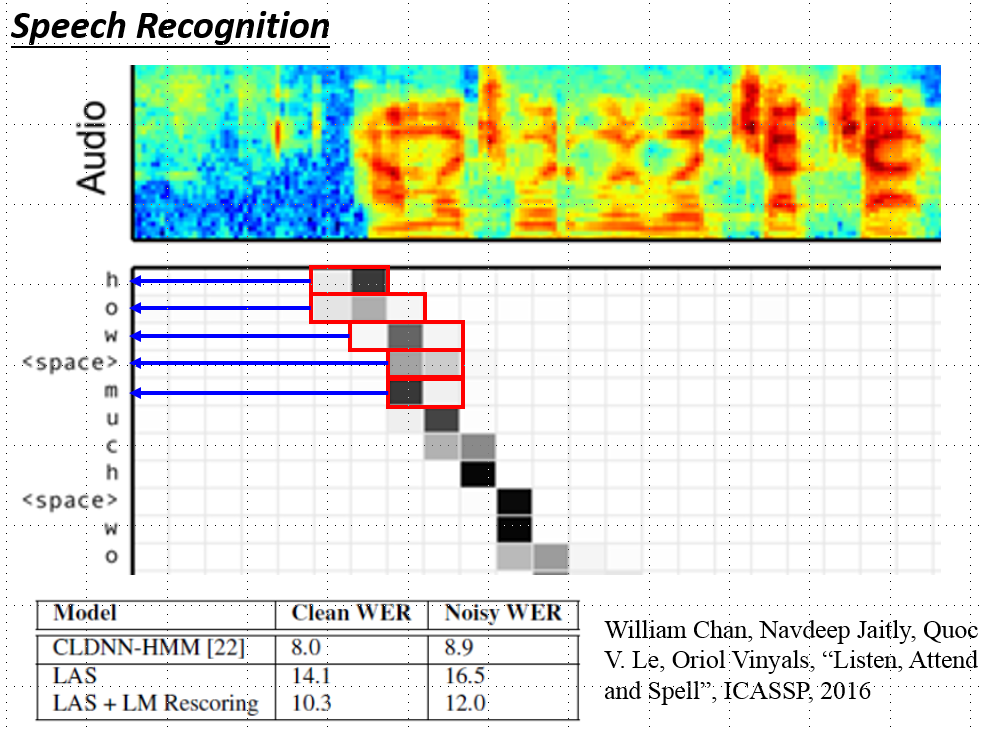 Speech Recognition
Audio
h
o
w
<space>
m
u
c
h
<space>
w
o
Model Clean WER Noisy WER
CLDNN-HMM [22] 8.0 8.9
LAS 14.1 16.5
LAS + LM Rescoring 10.3 12.0
William Chan, Navdeep Jaitly, Quoc
V. Le, Oriol Vinyals, “Listen, Attend
and Spell”, ICASSP, 2016